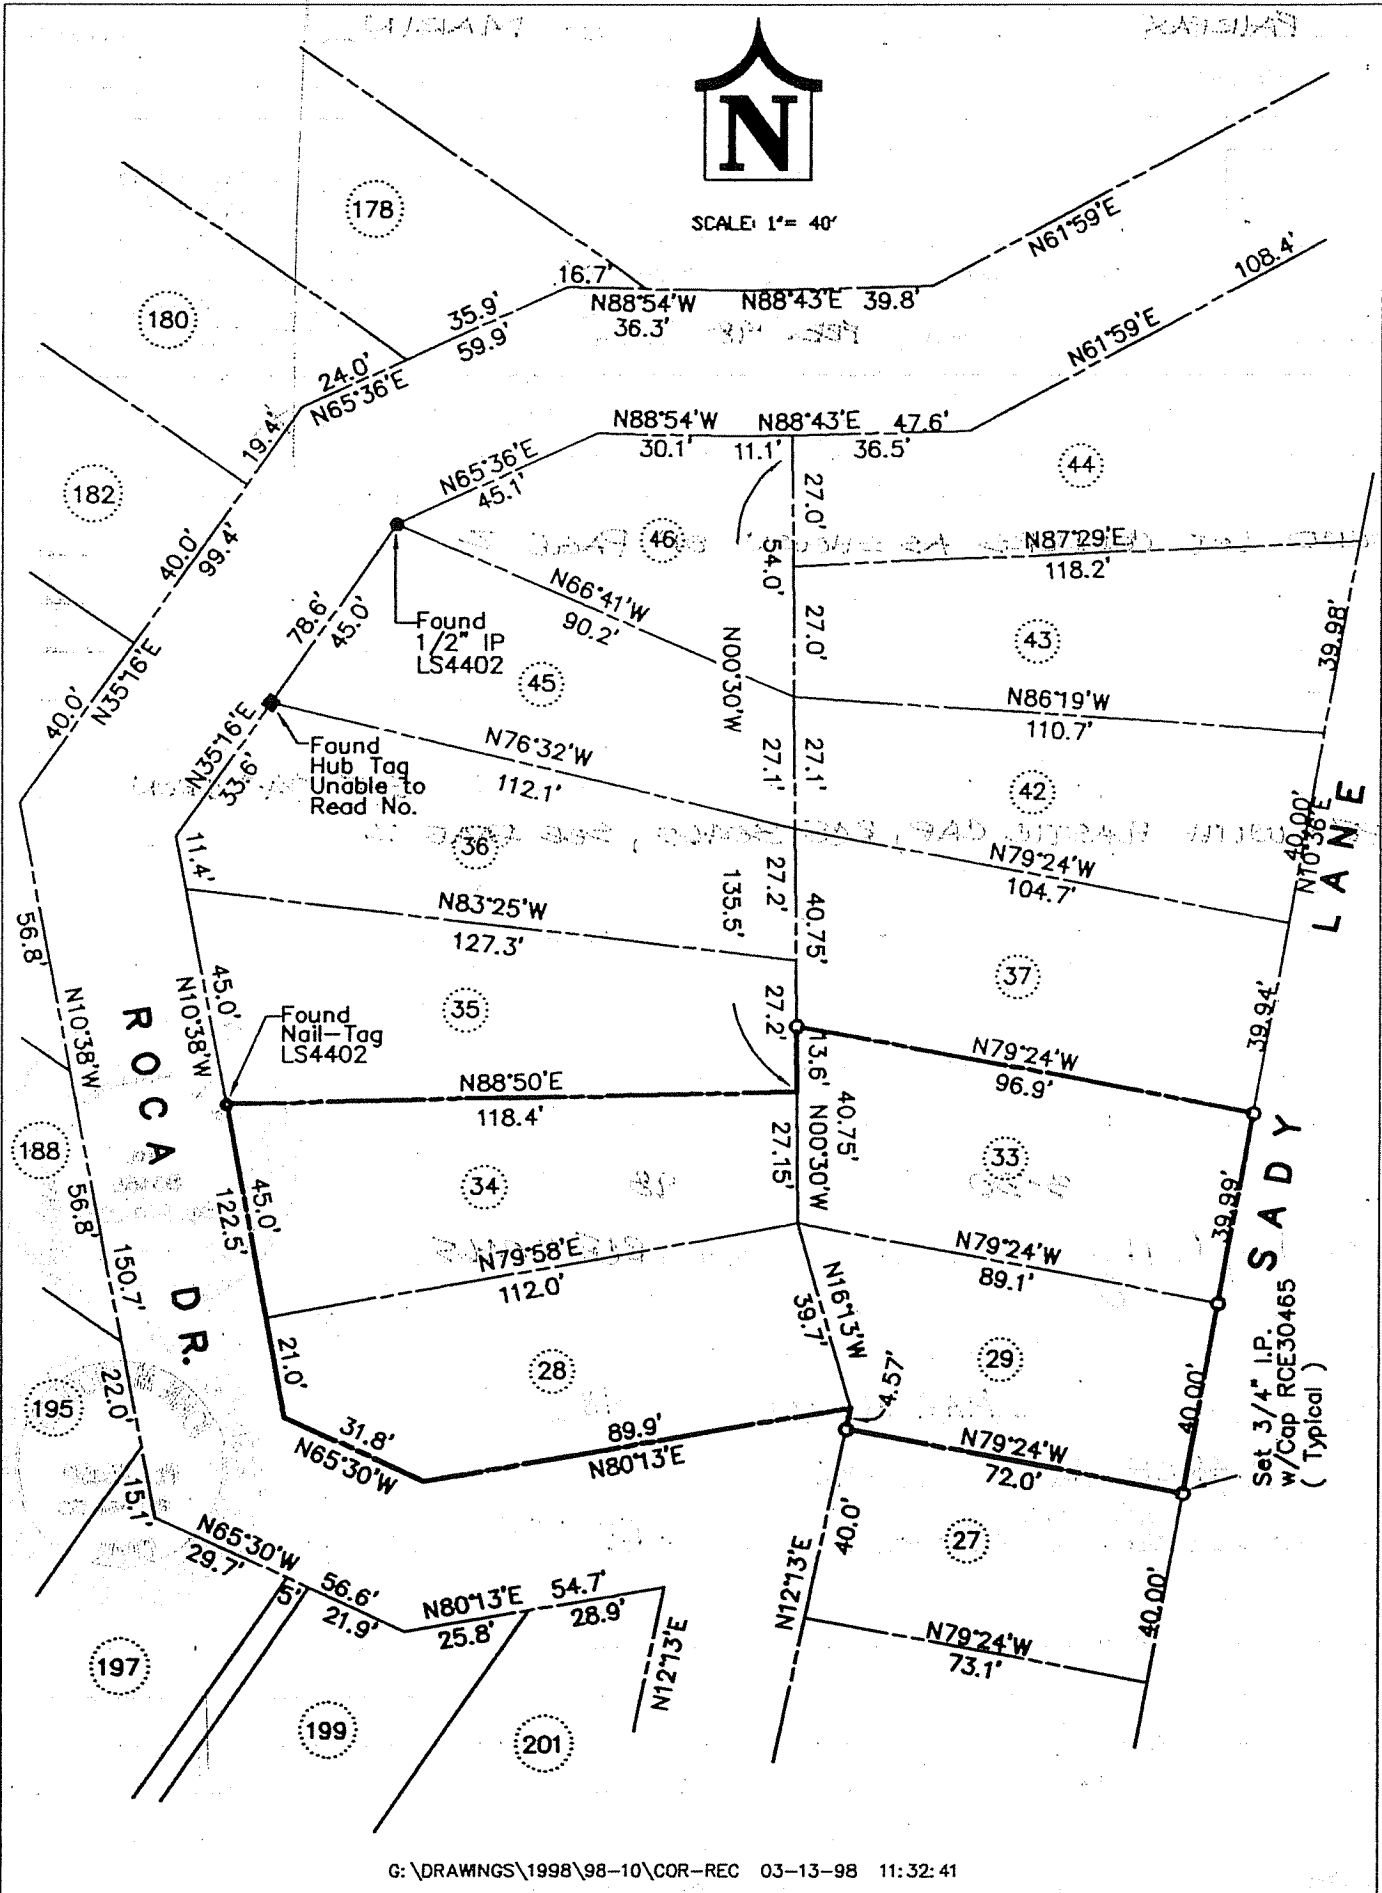 N
SCALE: 1"= 40'
178
180
182
188
195
197
199
201
16.7'
N88°54'W
36.3'
N88°43'E 39.8'
N61°59'E
108.4'
N61°59'E
35.9'
59.9'
24.0'
N65°36'E
19.4'
40.0'
99.4'
40.0'
N35°16'E
N88°54'W
30.1'
N88°43'E 47.6'
11.1'
36.5'
N65°36'E
45.1'
44
46
27.0'
54.0'
N87°29'E
118.2'
N66°41'W
90.2'
27.0'
N00°30'W
43
39.98'
78.6'
45.0'
Found
1/2" IP
LS4402
45
N86°19'W
110.7'
N35°16'E
33.6'
Found
Hub Tag
Unable to
Read No.
N76°32'W
112.1'
27.1'
27.1'
42
40.00'
N10°36'E
36
11.4'
N79°24'W
104.7'
N83°25'W
127.3'
27.2'
135.5'
40.75'
56.8'
N10°38'W
45.0'
N10°38'W
35
37
39.94'
Found
Nail-Tag
LS4402
27.2'
N79°24'W
96.9'
N88°50'E
118.4'
13.6'
N00°30'W
40.75'
27.15'
33
39.99'
34
45.0'
122.5'
56.8'
150.7'
N79°58'E
112.0'
N79°24'W
89.1'
N16°13'W
39.7'
ROCA DR.
SADY LANE
21.0'
22.0'
28
29
4.57'
40.00'
31.8'
N65°30'W
89.9'
N80°13'E
N79°24'W
72.0'
Set 3/4" I.P.
w/Cap RCE30465
( Typical )
15.1'
N65°30'W
29.7'
5'
56.6'
21.9'
N80°13'E 54.7'
25.8'
28.9'
N12°13'E
N12°13'E
40.0'
27
40.00'
N79°24'W
73.1'
G:\DRAWINGS\1998\98-10\COR-REC 03-13-98 11:32:41